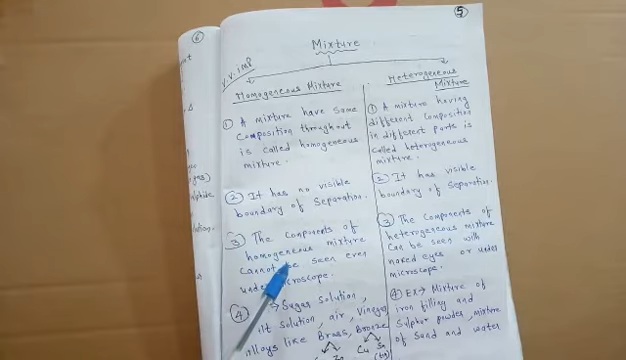 6
5
Mixture
V.V.IMP
Homogeneous Mixture
① A mixture have same
composition throughout
is called homogeneous
mixture.
② It has no visible
boundary of separation.
③ The components of
homogeneous mixture
cannot be seen even
under microscope.
④ → Sugar solution,
solution, air, vinegar,
alloys like Brass, Bronze
Cu
Heterogeneous
Mixture
① A mixture having
different composition
in different parts is
called heterogeneous
mixture.
② It has visible
boundary of separation.
③ The components of
heterogeneous mixture
can be seen with
naked eyes or under
microscope.
④ Ex→ Mixture of
iron filling and
Sulphur powder, mixture
of sand and water